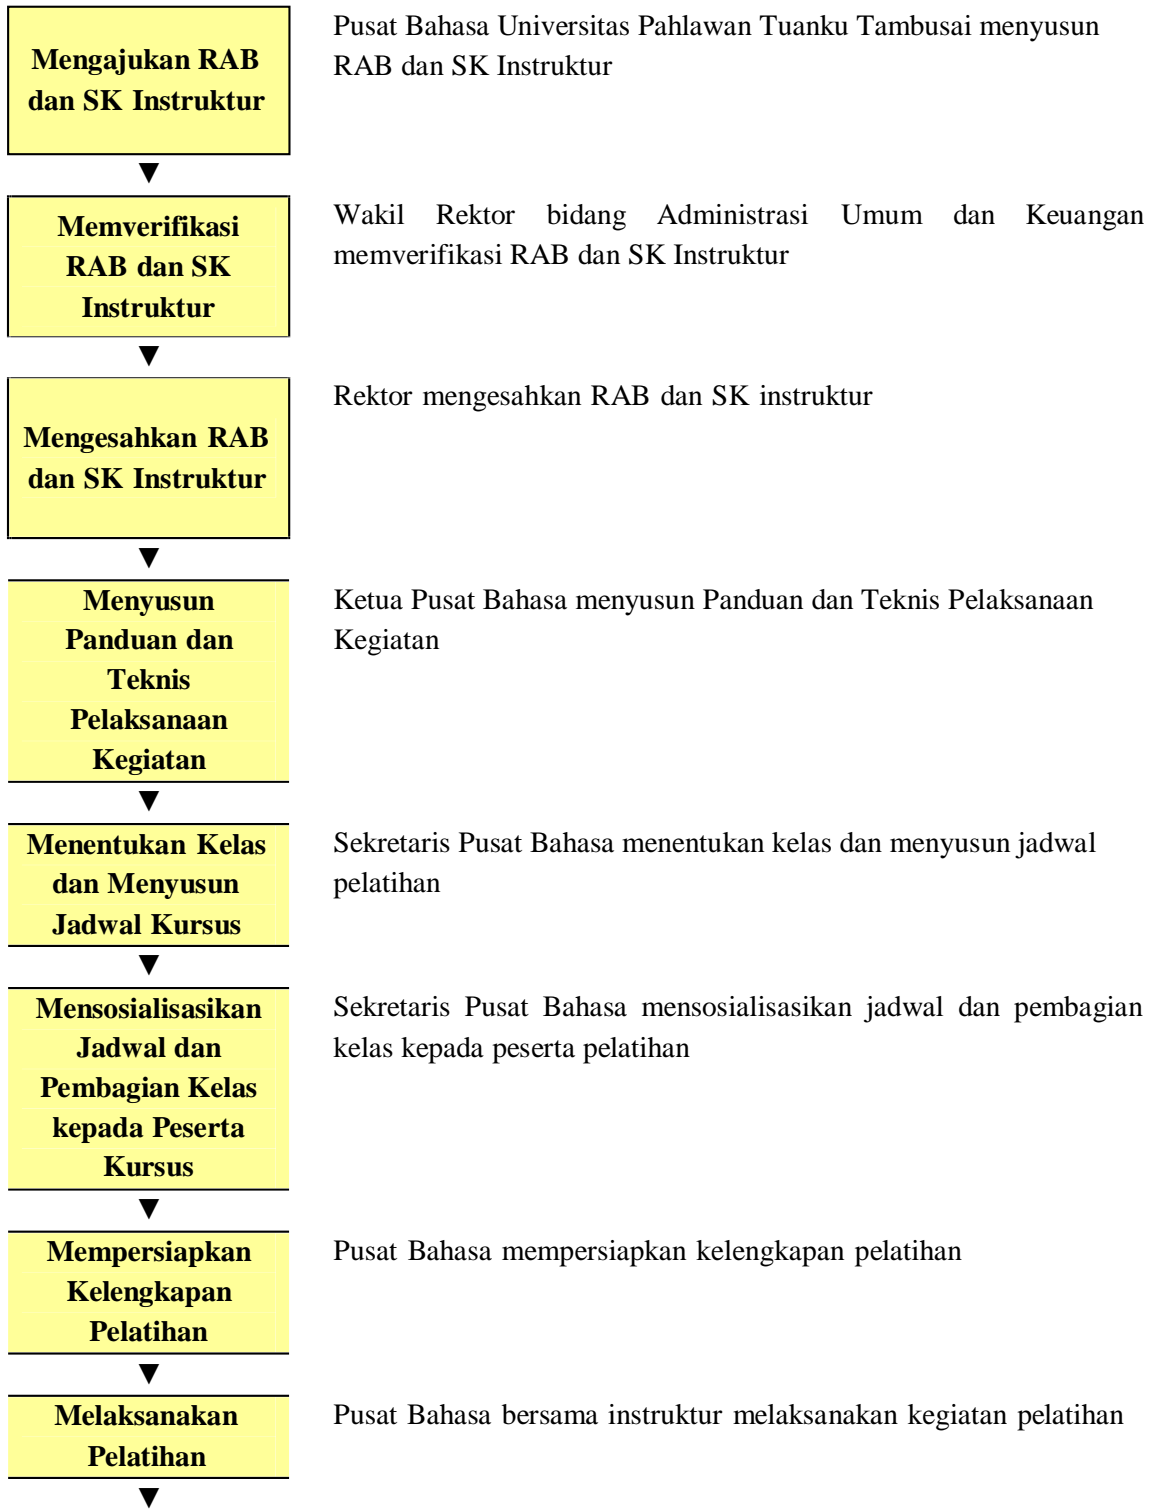 Mengajukan RAB
dan SK Instruktur
Pusat Bahasa Universitas Pahlawan Tuanku Tambusai menyusun
RAB dan SK Instruktur
▼
Memverifikasi
RAB dan SK
Instruktur
Wakil Rektor bidang Administrasi Umum dan Keuangan
memverifikasi RAB dan SK Instruktur
▼
Mengesahkan RAB
dan SK Instruktur
Rektor mengesahkan RAB dan SK instruktur
▼
Menyusun
Panduan dan
Teknis
Pelaksanaan
Kegiatan
Ketua Pusat Bahasa menyusun Panduan dan Teknis Pelaksanaan
Kegiatan
▼
Menentukan Kelas
dan Menyusun
Jadwal Kursus
Sekretaris Pusat Bahasa menentukan kelas dan menyusun jadwal
pelatihan
▼
Mensosialisasikan
Jadwal dan
Pembagian Kelas
kepada Peserta
Kursus
Sekretaris Pusat Bahasa mensosialisasikan jadwal dan pembagian
kelas kepada peserta pelatihan
▼
Mempersiapkan
Kelengkapan
Pelatihan
Pusat Bahasa mempersiapkan kelengkapan pelatihan
▼
Melaksanakan
Pelatihan
Pusat Bahasa bersama instruktur melaksanakan kegiatan pelatihan
▼